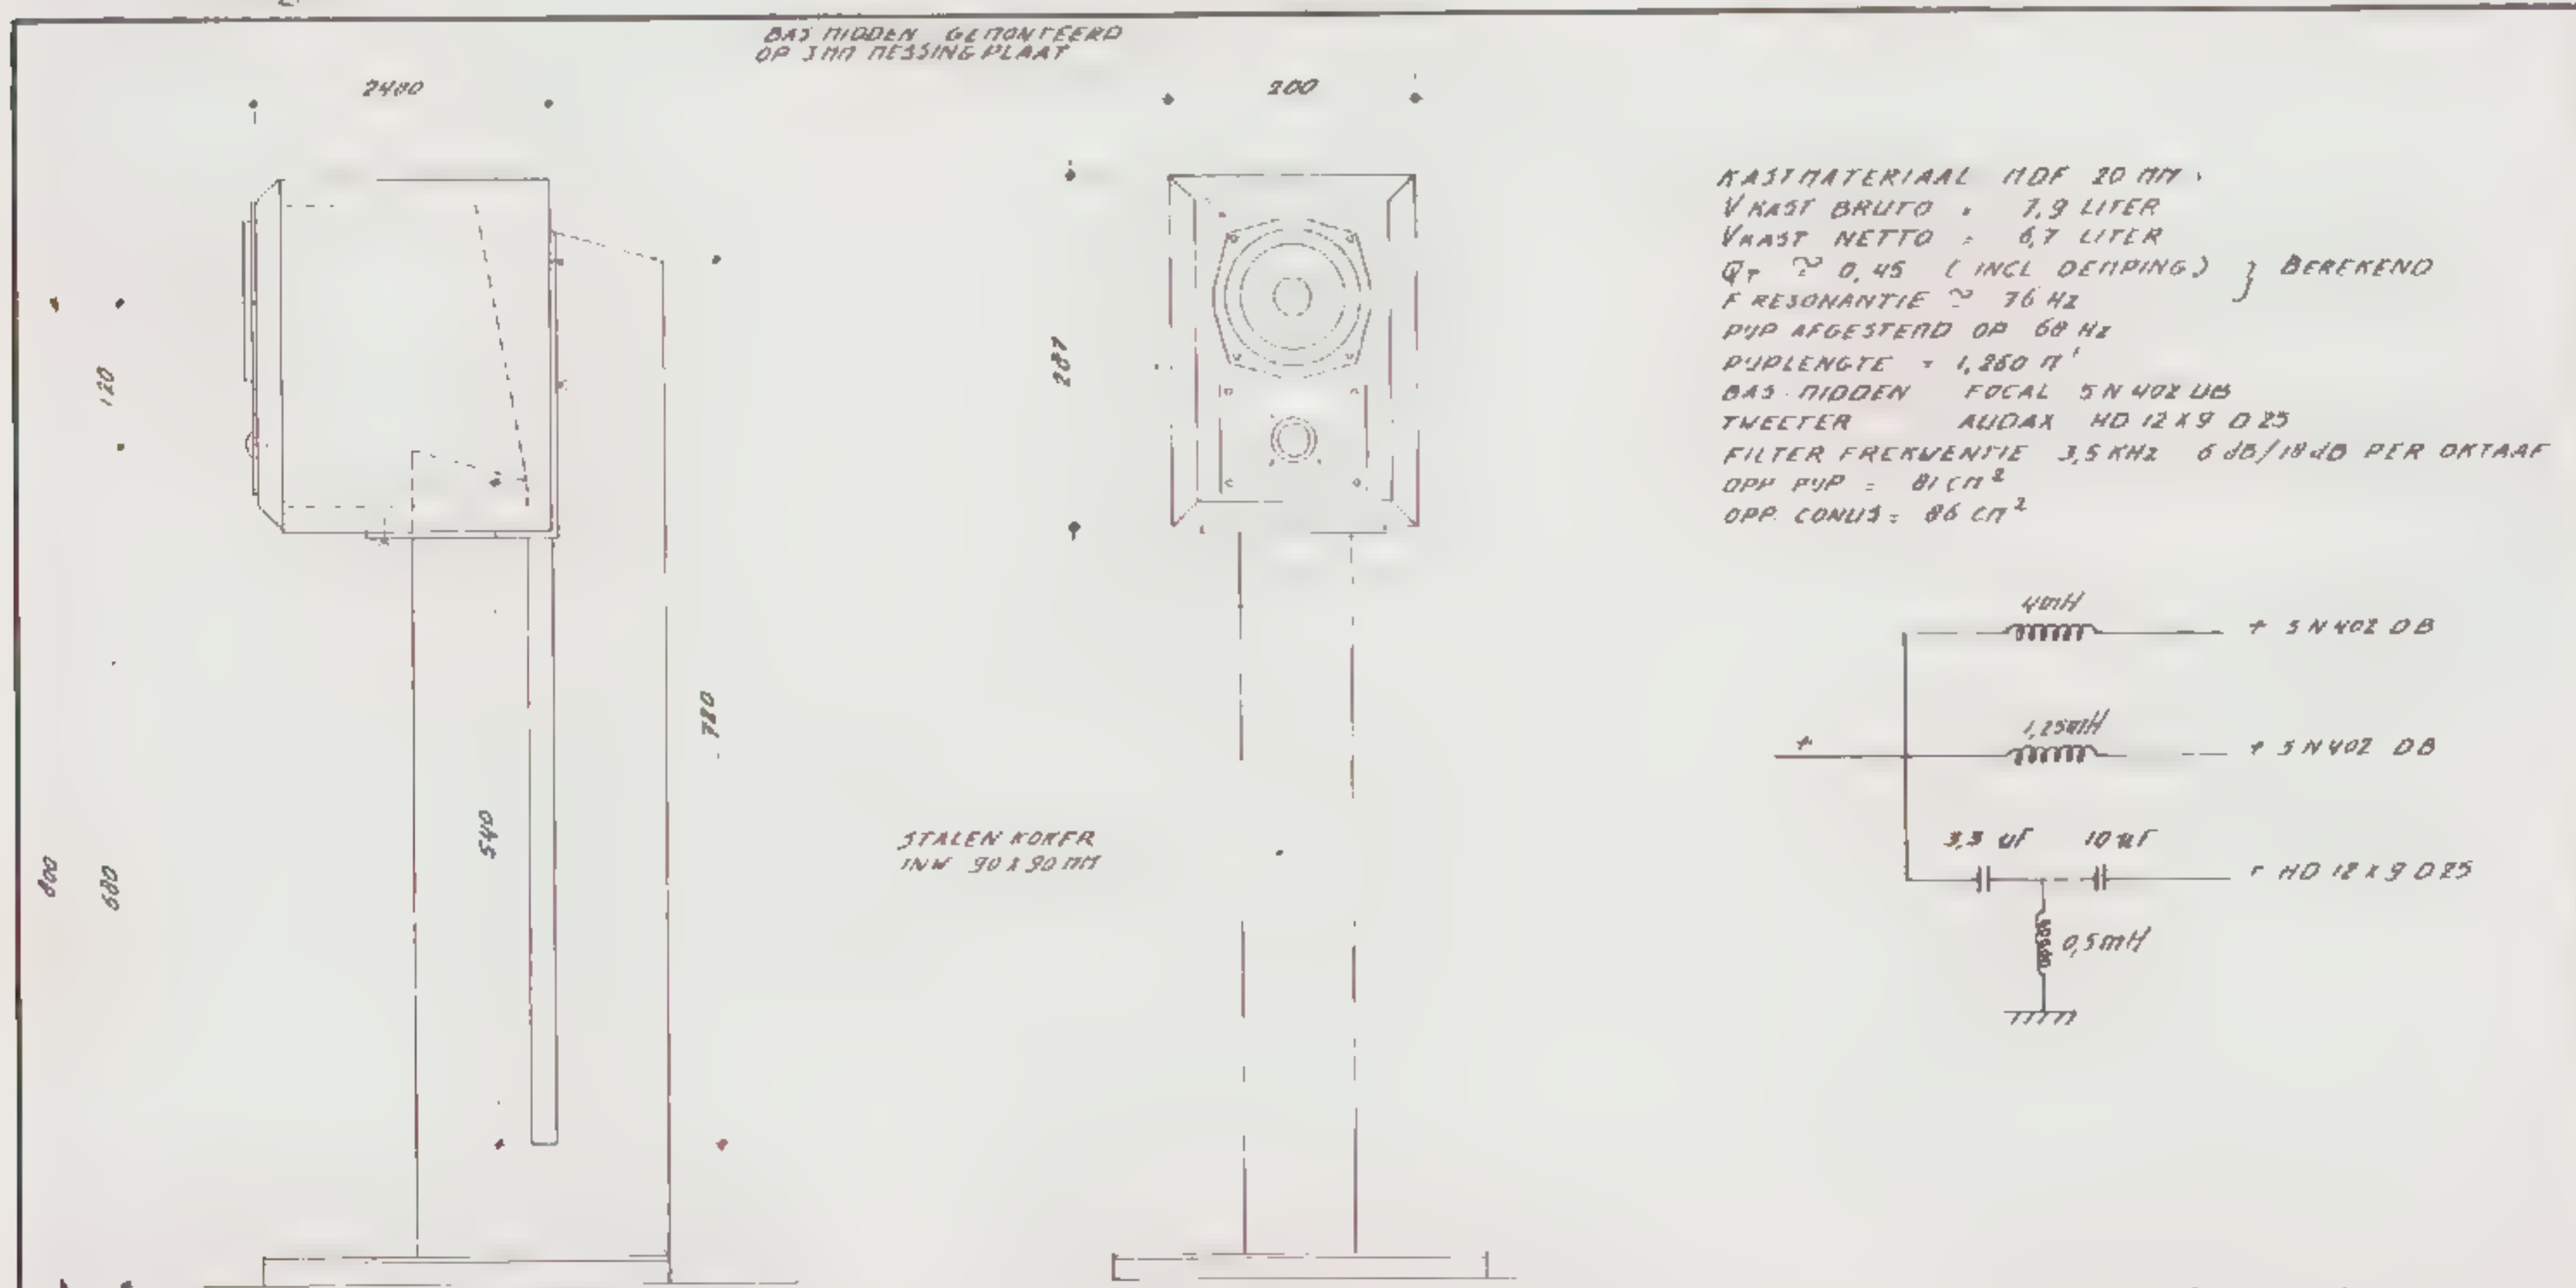 BAS MIDDEN GEMONTEERD
OP 3 MM MESSING PLAAT
2400
200
287
120
680
800
540
780
STALEN KOKER
INW 90 X 90 MM
KASTMATERIAAL MDF 20 MM
V KAST BRUTO = 7,9 LITER
V KAST NETTO = 6,7 LITER
QT ≃ 0,45 (INCL DEMPING) } BEREKEND
F RESONANTIE ≃ 76 Hz
PIJP AFGESTEMD OP 68 Hz
PIJPLENGTE = 1,260 M'
BAS-MIDDEN FOCAL 5 N 402 DB
TWEETER AUDAX HD 12 X 9 D 25
FILTER FREKWENTIE 3,5 KHz 6 dB/18 dB PER OKTAAF
OPP PIJP = 81 cm²
OPP. CONUS = 86 cm²
4mH
+ 5 N 402 DB
1,25mH
+
+ 5 N 402 DB
3,3 uF 10 uF
+ HD 12 X 9 D 25
0,5mH